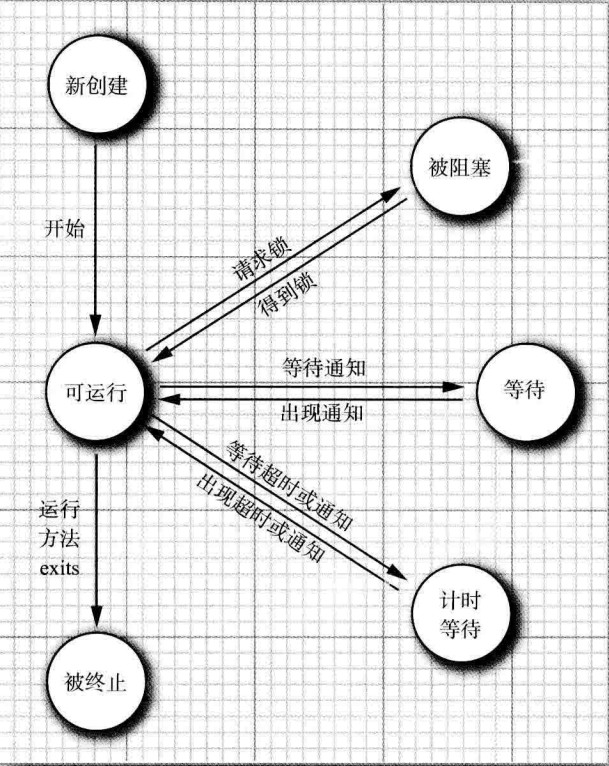 新创建
被阻塞
开始
请求锁
得到锁
可运行
等待通知
出现通知
等待
等待超时或通知
出现超时或通知
运行
方法
exits
计时
等待
被终止